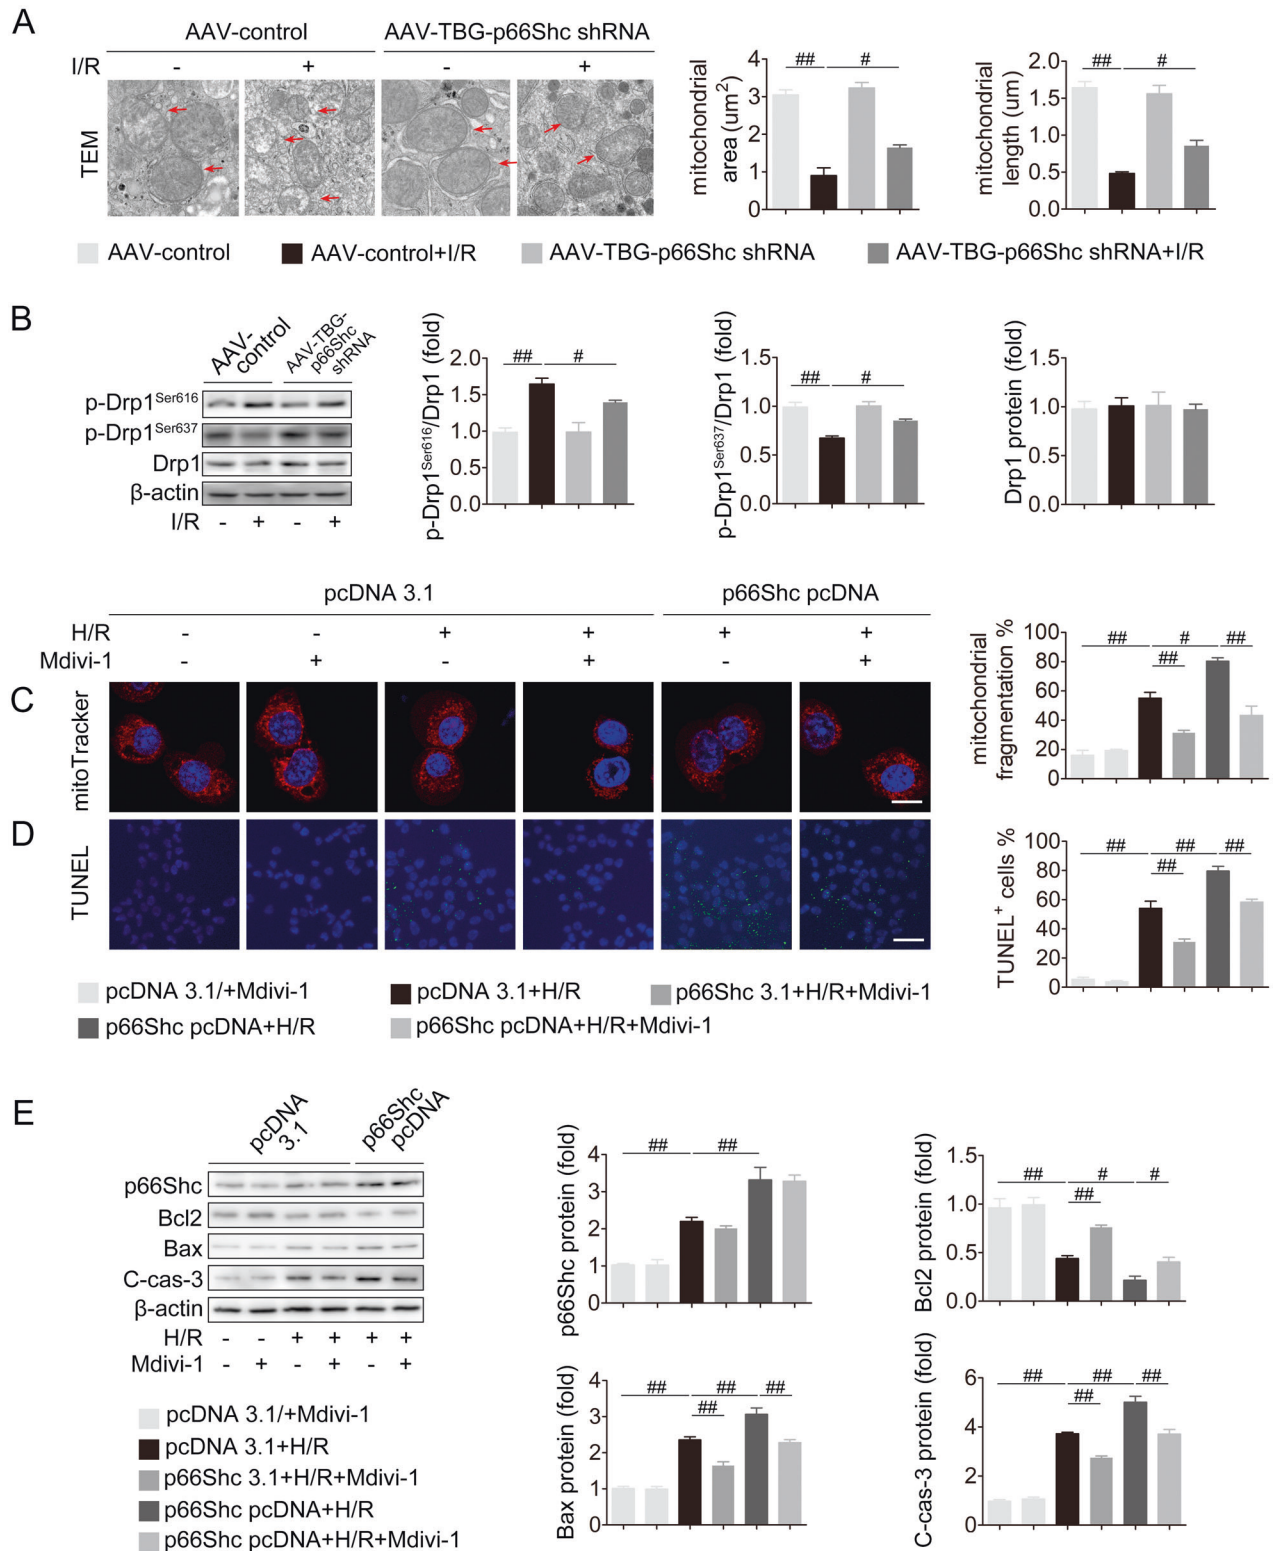 A
AAV-control AAV-TBG-p66Shc shRNA
I/R - + - +
TEM
mitochondrial
area (um²)
4
3
2
1
0
## #
mitochondrial
length (um)
2.0
1.5
1.0
0.5
0.0
## #
AAV-control AAV-control+I/R AAV-TBG-p66Shc shRNA AAV-TBG-p66Shc shRNA+I/R
B
AAV-
control
AAV-TBG-
p66Shc
shRNA
p-Drp1Ser616
p-Drp1Ser637
Drp1
β-actin
I/R - + - +
p-Drp1Ser616/Drp1 (fold)
2.0
1.5
1.0
0.5
0.0
## #
p-Drp1Ser637/Drp1 (fold)
1.5
1.0
0.5
0.0
## #
Drp1 protein (fold)
1.5
1.0
0.5
0.0
pcDNA 3.1 p66Shc pcDNA
H/R - - + + + +
Mdivi-1 - + - + - +
C
mitoTracker
mitochondrial
fragmentation %
100
80
60
40
20
0
## # ##
##
D
TUNEL
TUNEL+ cells %
100
80
60
40
20
0
## ## ##
##
pcDNA 3.1/+Mdivi-1 pcDNA 3.1+H/R p66Shc 3.1+H/R+Mdivi-1
p66Shc pcDNA+H/R p66Shc pcDNA+H/R+Mdivi-1
E
pcDNA
3.1
p66Shc
pcDNA
p66Shc
Bcl2
Bax
C-cas-3
β-actin
H/R - - + + + +
Mdivi-1 - + - + - +
p66Shc protein (fold)
4
3
2
1
0
## ##
Bcl2 protein (fold)
1.5
1.0
0.5
0.0
## # #
##
Bax protein (fold)
4
3
2
1
0
## ## ##
##
C-cas-3 protein (fold)
6
4
2
0
## ## ##
##
pcDNA 3.1/+Mdivi-1
pcDNA 3.1+H/R
p66Shc 3.1+H/R+Mdivi-1
p66Shc pcDNA+H/R
p66Shc pcDNA+H/R+Mdivi-1